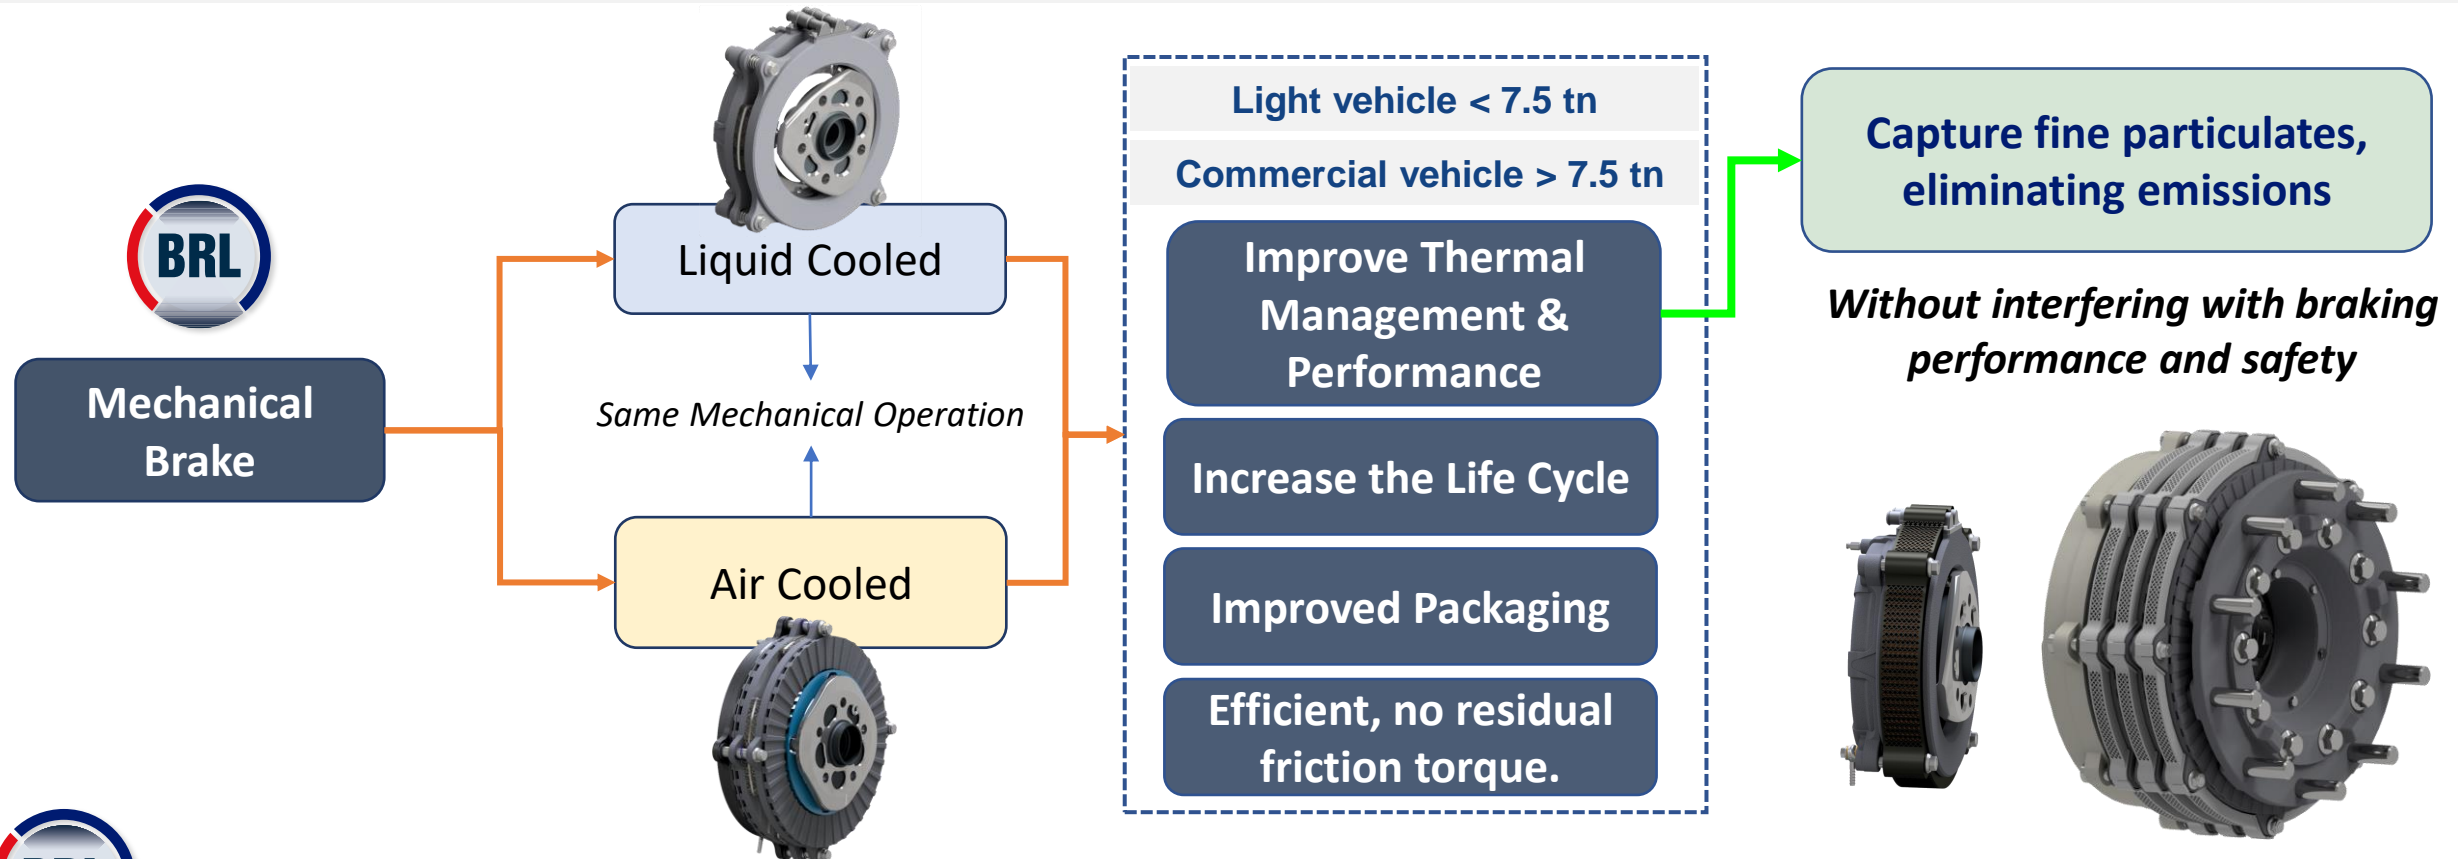 BRL
Mechanical
Brake
Liquid Cooled
Same Mechanical Operation
Air Cooled
Light vehicle < 7.5 tn
Commercial vehicle > 7.5 tn
Improve Thermal
Management &
Performance
Increase the Life Cycle
Improved Packaging
Efficient, no residual
friction torque.
Capture fine particulates,
eliminating emissions
Without interfering with braking
performance and safety